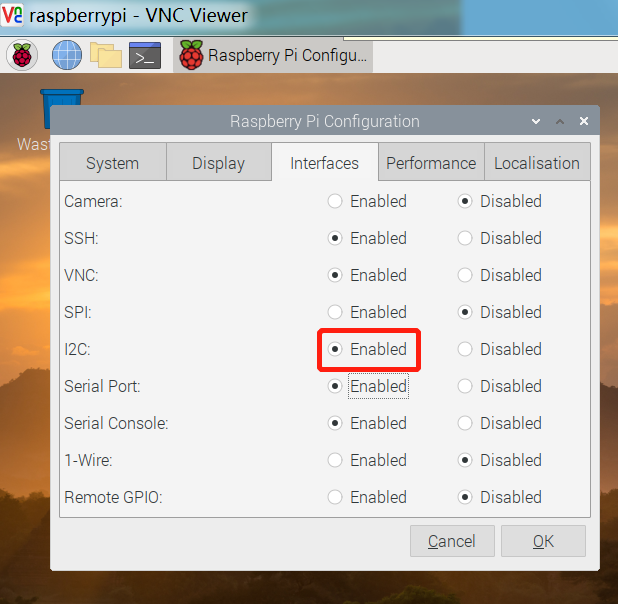 raspberrypi - VNC Viewer
Raspberry Pi Configu...
Wast
Raspberry Pi Configuration
System Display Interfaces Performance Localisation
Camera: Enabled Disabled
SSH: Enabled Disabled
VNC: Enabled Disabled
SPI: Enabled Disabled
I2C: Enabled Disabled
Serial Port: Enabled Disabled
Serial Console: Enabled Disabled
1-Wire: Enabled Disabled
Remote GPIO: Enabled Disabled
Cancel OK